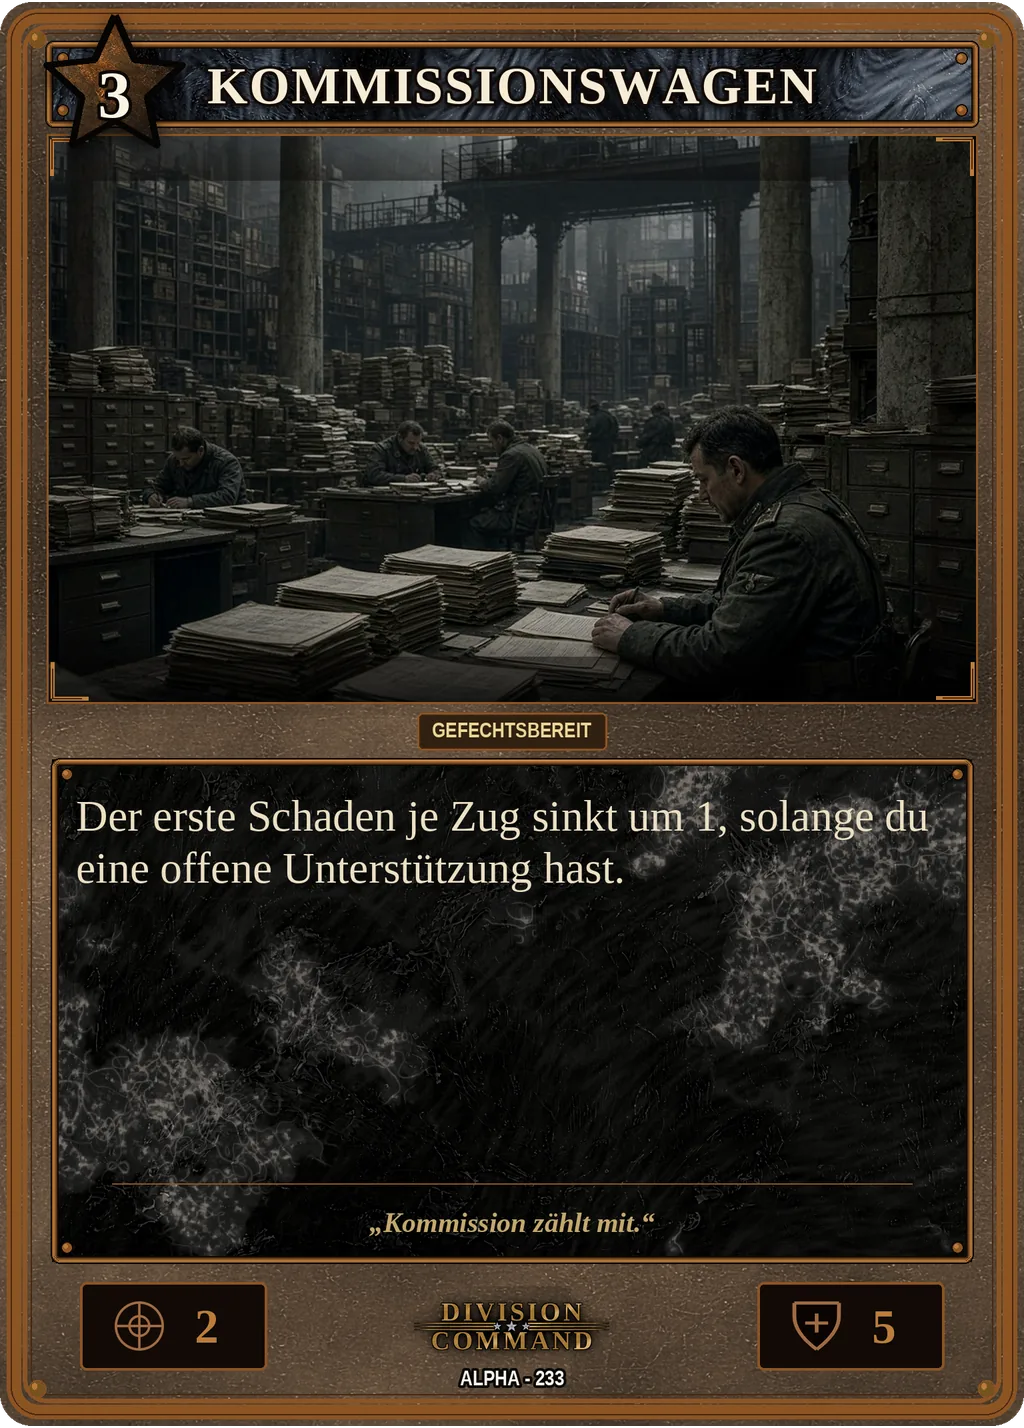 3
KOMMISSIONSWAGEN
GEFECHTSBEREIT
Der erste Schaden je Zug sinkt um 1, solange du
eine offene Unterstützung hast.
„Kommission zählt mit.“
2
DIVISION
COMMAND
5
ALPHA - 233